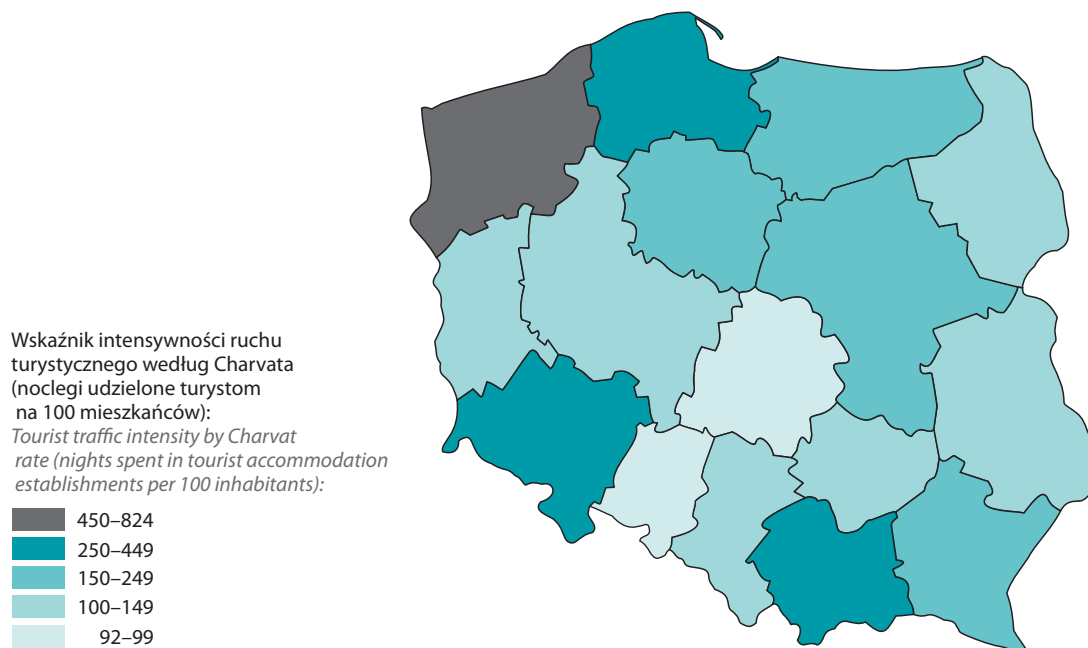 Wskaźnik intensywności ruchu
turystycznego według Charvata
(noclegi udzielone turystom
na 100 mieszkańców):
Tourist traffic intensity by Charvat
rate (nights spent in tourist accommodation
establishments per 100 inhabitants):
450–824
250–449
150–249
100–149
92–99